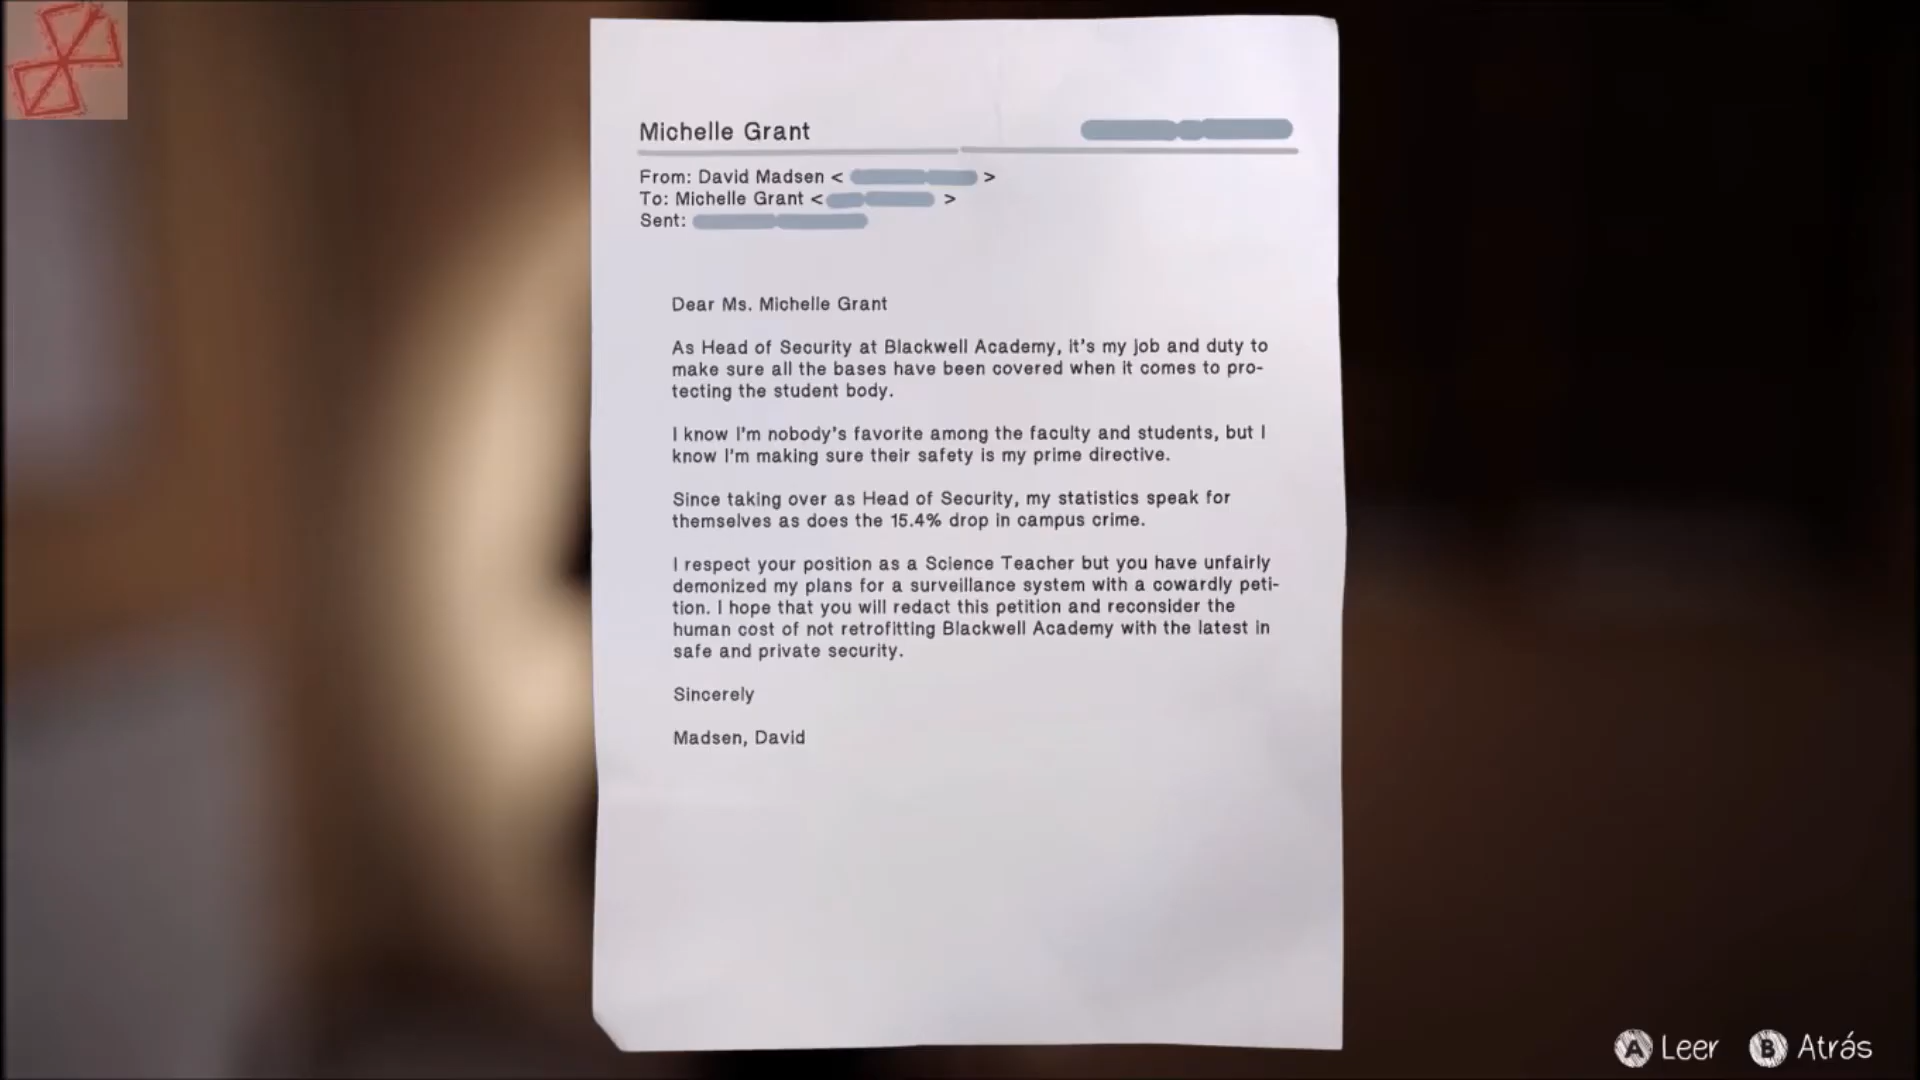 Michelle Grant
From: David Madsen < >
To: Michelle Grant < >
Sent:
Dear Ms. Michelle Grant
As Head of Security at Blackwell Academy, it's my job and duty to
make sure all the bases have been covered when it comes to pro-
tecting the student body.
I know I'm nobody's favorite among the faculty and students, but I
know I'm making sure their safety is my prime directive.
Since taking over as Head of Security, my statistics speak for
themselves as does the 15.4% drop in campus crime.
I respect your position as a Science Teacher but you have unfairly
demonized my plans for a surveillance system with a cowardly peti-
tion. I hope that you will redact this petition and reconsider the
human cost of not retrofitting Blackwell Academy with the latest in
safe and private security.
Sincerely
Madsen, David
A Leer B Atrás